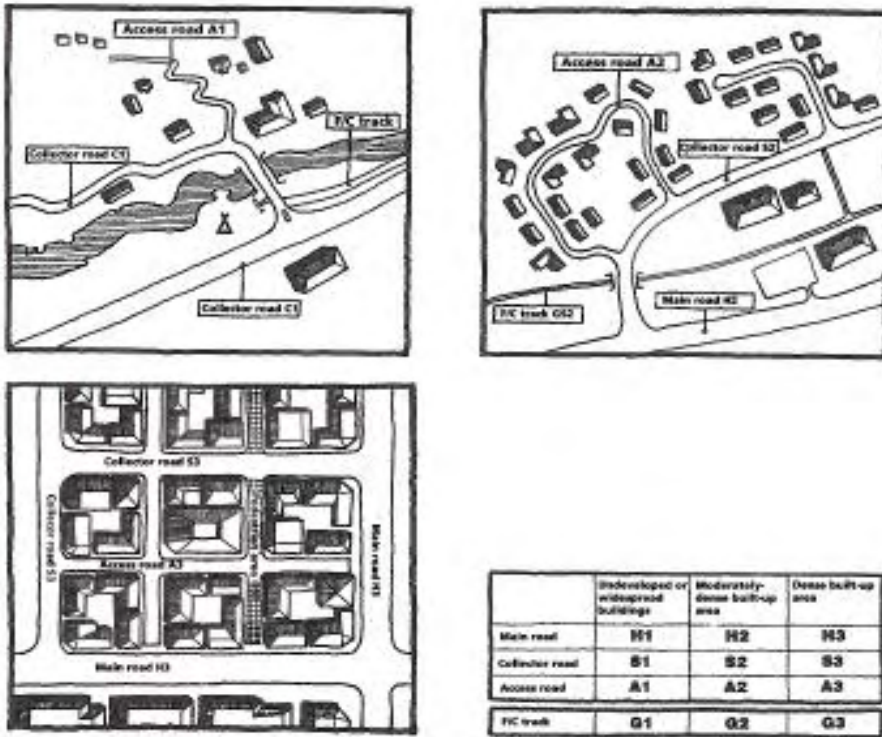 Access road A1
F/C track
Collector road C1
Collector road C1
Access road A2
Collector road S2
Main road H2
F/C track GS2
Collector road S3
Collector road S3
Pedestrian area
Main road H3
Access road A3
Main road H3
Undeveloped or widespread buildings
Moderately-dense built-up area
Dense built-up area
Main road H1 H2 H3
Collector road S1 S2 S3
Access road A1 A2 A3
F/C track G1 G2 G3